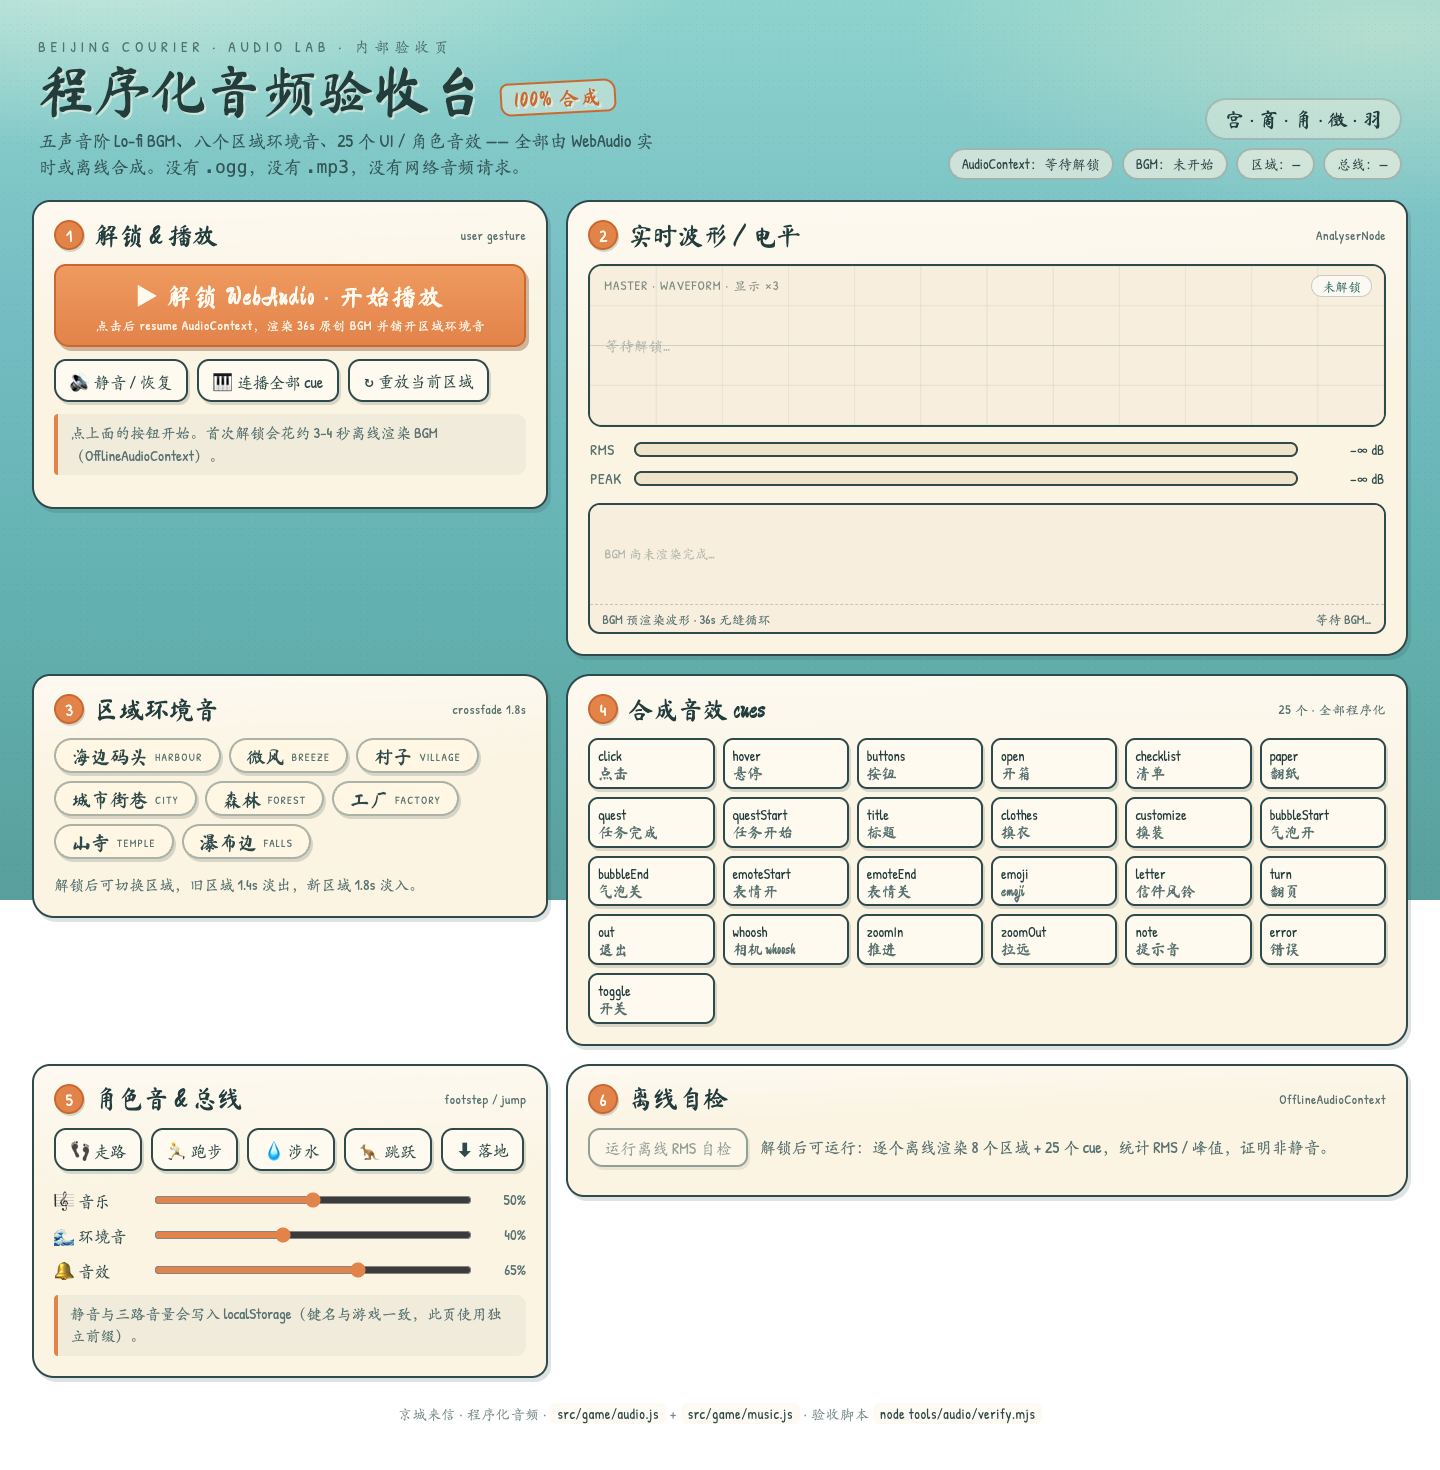 BEIJING COURIER · AUDIO LAB · 内部验收页
程序化音频验收台
100% 合成
五声音阶 Lo-fi BGM、八个区域环境音、25 个 UI / 角色音效 —— 全部由 WebAudio 实
时或离线合成。没有 .ogg，没有 .mp3，没有网络音频请求。
宫 · 商 · 角 · 徵 · 羽
AudioContext: 等待解锁
BGM: 未开始
区域: —
总线: —
1 解锁 & 播放
user gesture
▶ 解锁 WebAudio · 开始播放
点击后 resume AudioContext，渲染 36s 原创 BGM 并铺开区域环境音
🔊 静音 / 恢复
🎹 连播全部 cue
↻ 重放当前区域
点上面的按钮开始。首次解锁会花约 3–4 秒离线渲染 BGM
（OfflineAudioContext）。
2 实时波形 / 电平
AnalyserNode
MASTER · WAVEFORM · 显示 ×3
未解锁
等待解锁…
RMS
−∞ dB
PEAK
−∞ dB
BGM 尚未渲染完成…
BGM 预渲染波形 · 36s 无缝循环
等待 BGM…
3 区域环境音
crossfade 1.8s
海边码头 HARBOUR
微风 BREEZE
村子 VILLAGE
城市街巷 CITY
森林 FOREST
工厂 FACTORY
山寺 TEMPLE
瀑布边 FALLS
解锁后可切换区域，旧区域 1.4s 淡出，新区域 1.8s 淡入。
4 合成音效 cues
25 个 · 全部程序化
click
点击
hover
悬停
buttons
按钮
open
开箱
checklist
清单
paper
翻纸
quest
任务完成
questStart
任务开始
title
标题
clothes
换衣
customize
换装
bubbleStart
气泡开
bubbleEnd
气泡关
emoteStart
表情开
emoteEnd
表情关
emoji
emoji
letter
信件风铃
turn
翻页
out
退出
whoosh
相机 whoosh
zoomIn
推进
zoomOut
拉远
note
提示音
error
错误
toggle
开关
5 角色音 & 总线
footstep / jump
👣 走路
🏃 跑步
💧 涉水
🦘 跳跃
⬇ 落地
🎼 音乐
50%
🌊 环境音
40%
🔔 音效
65%
静音与三路音量会写入 localStorage（键名与游戏一致，此页使用独
立前缀）。
6 离线自检
OfflineAudioContext
运行离线 RMS 自检
解锁后可运行：逐个离线渲染 8 个区域 + 25 个 cue，统计 RMS / 峰值，证明非静音。
京城来信 · 程序化音频 · src/game/audio.js + src/game/music.js · 验收脚本 node tools/audio/verify.mjs